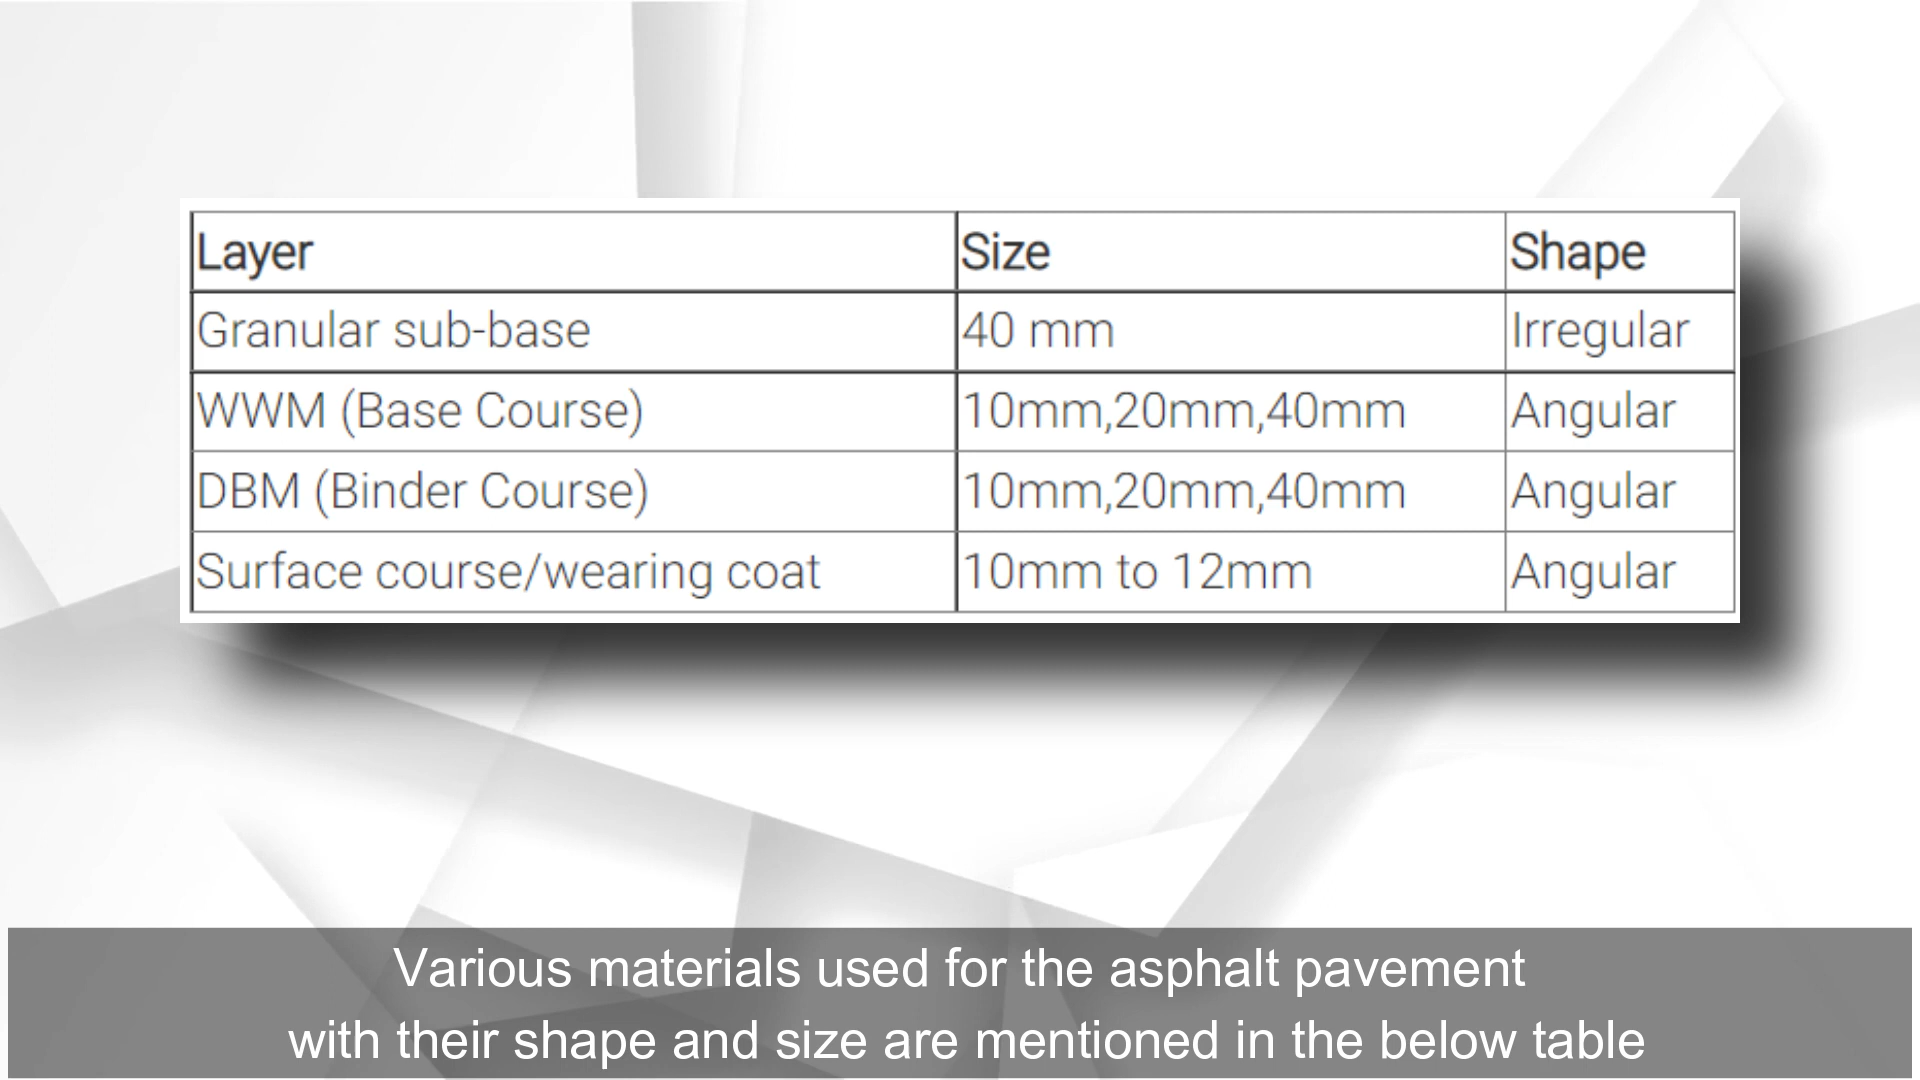 Layer Size Shape
Granular sub-base 40 mm Irregular
WWM (Base Course) 10mm,20mm,40mm Angular
DBM (Binder Course) 10mm,20mm,40mm Angular
Surface course/wearing coat 10mm to 12mm Angular
Various materials used for the asphalt pavement
with their shape and size are mentioned in the below table